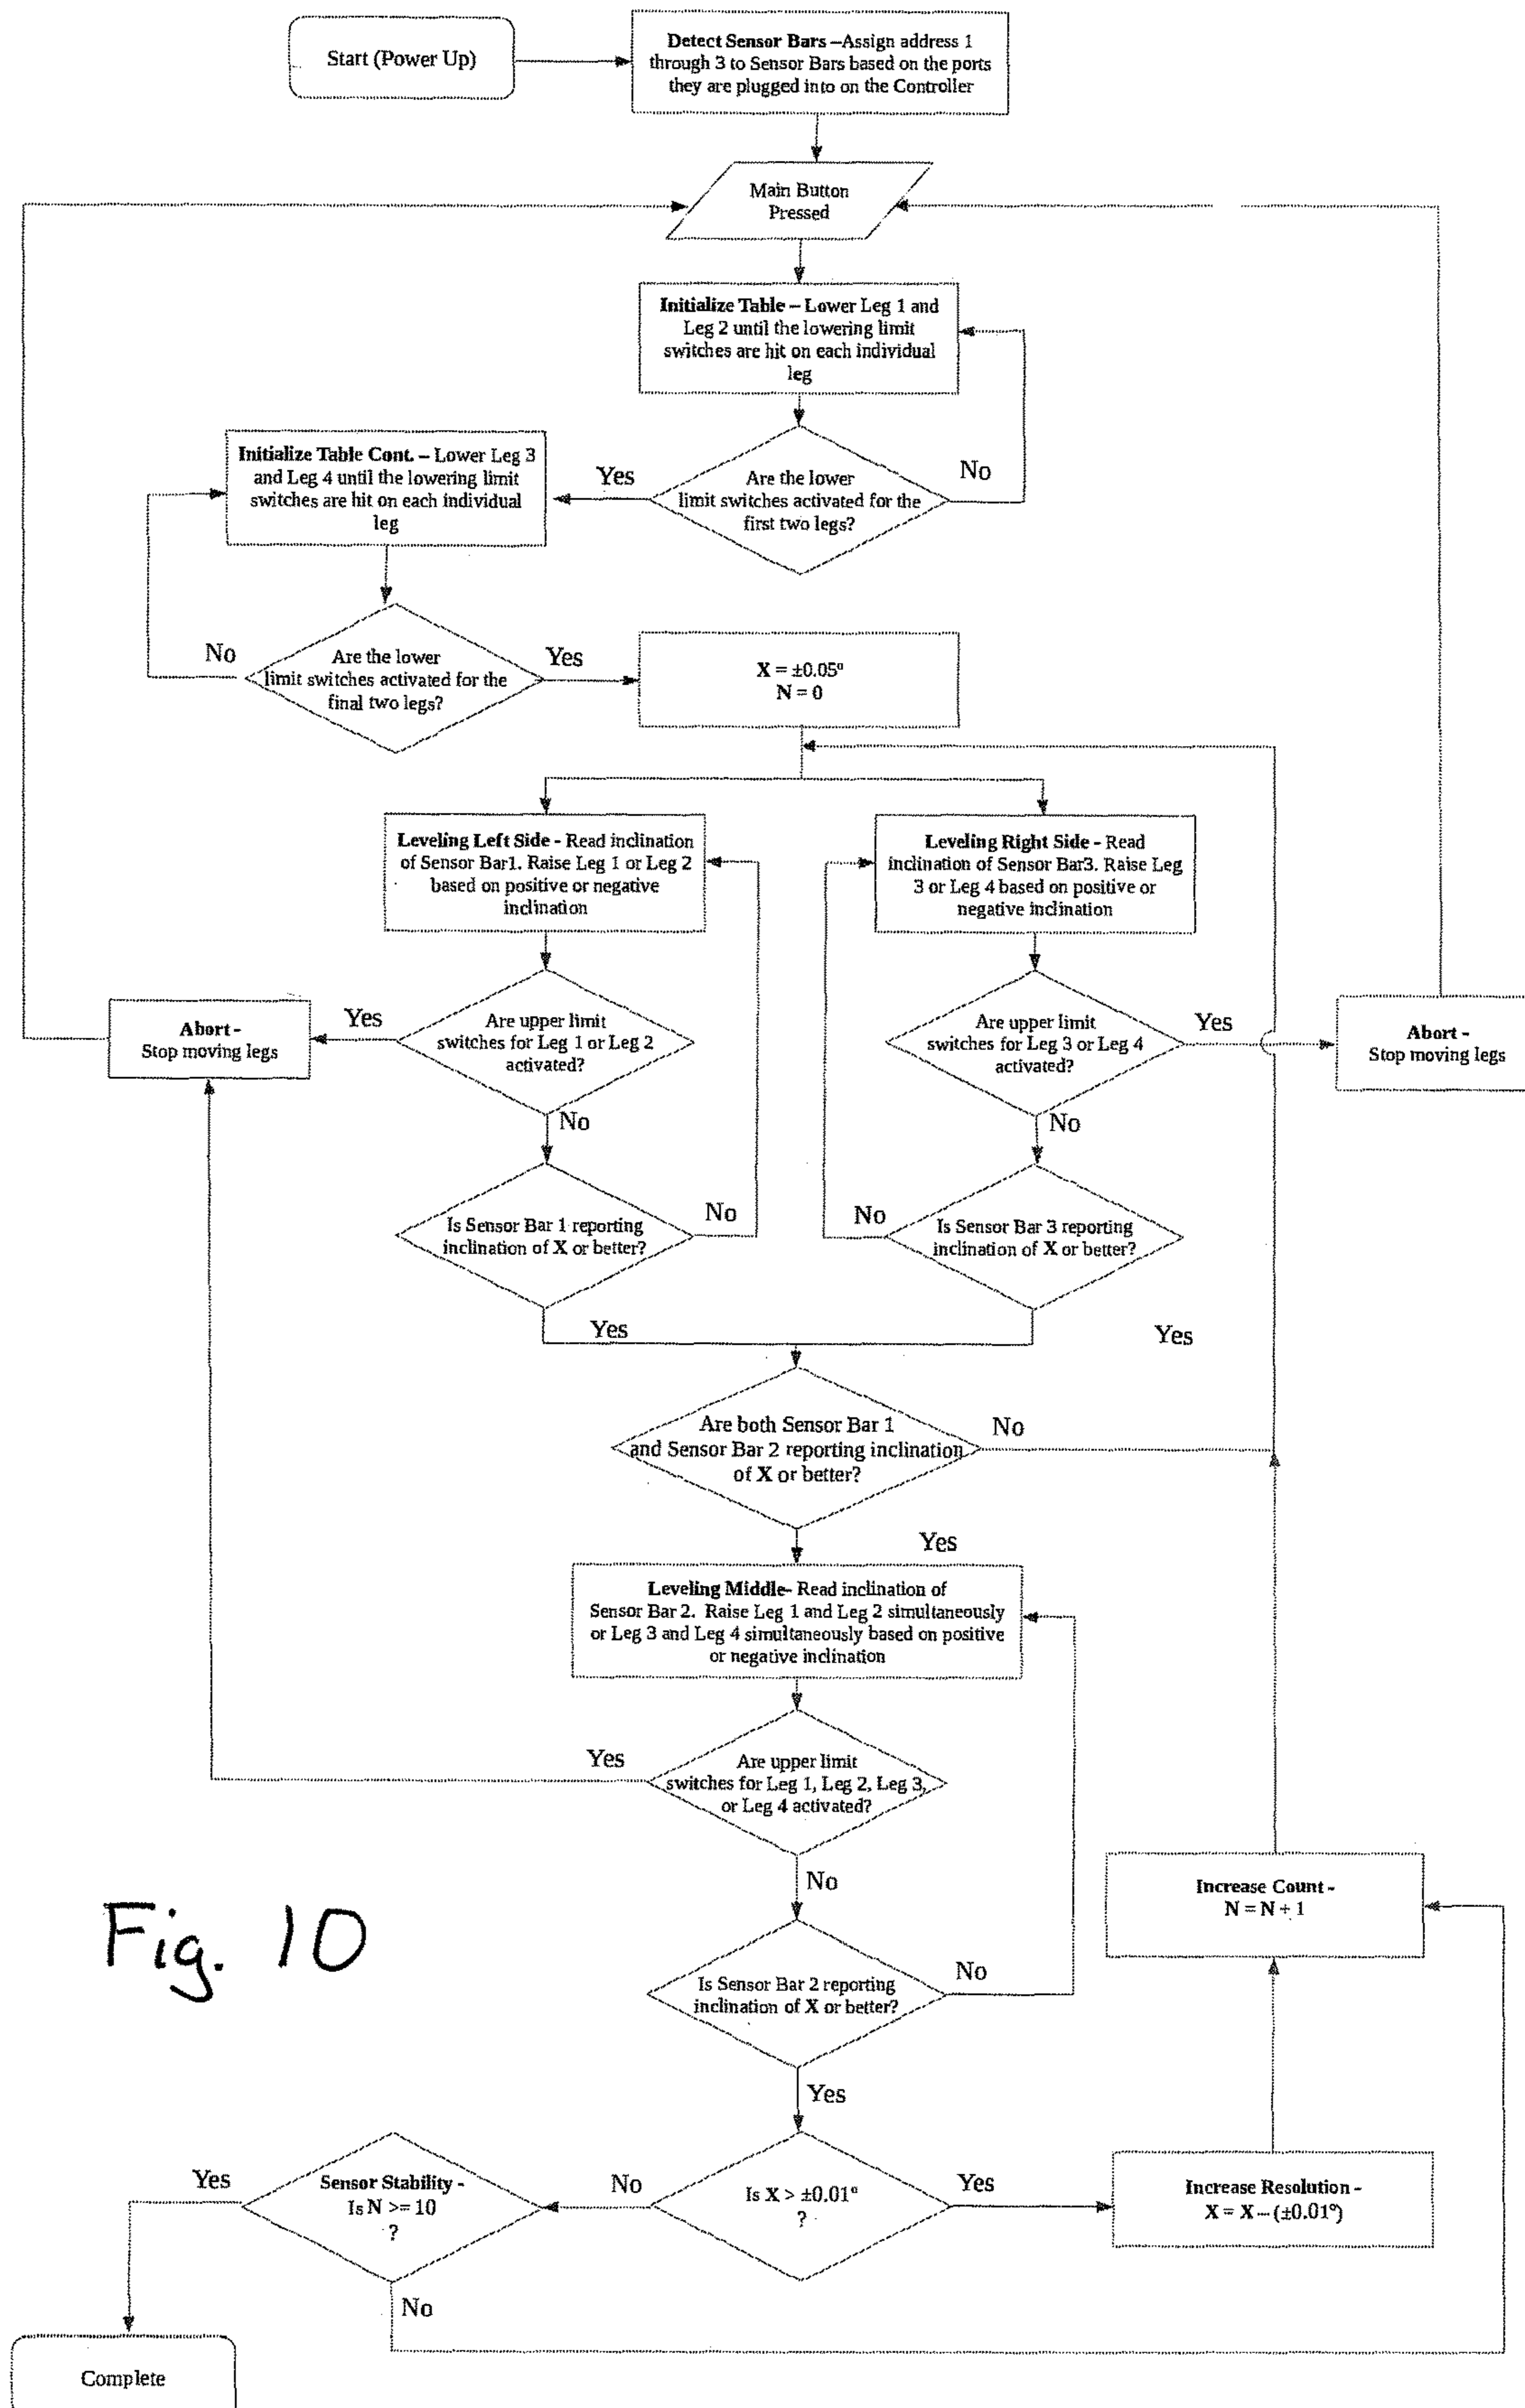 Start (Power Up)
Detect Sensor Bars –Assign address 1
through 3 to Sensor Bars based on the ports
they are plugged into on the Controller
Main Button
Pressed
Initialize Table – Lower Leg 1 and
Leg 2 until the lowering limit
switches are hit on each individual
leg
Initialize Table Cont. – Lower Leg 3
and Leg 4 until the lowering limit
switches are hit on each individual
leg
Yes
Are the lower
limit switches activated for the
first two legs?
No
No
Are the lower
limit switches activated for the
final two legs?
Yes
X = ±0.05°
N = 0
Leveling Left Side - Read inclination
of Sensor Bar1. Raise Leg 1 or Leg 2
based on positive or negative
inclination
Leveling Right Side - Read
inclination of Sensor Bar3. Raise Leg
3 or Leg 4 based on positive or
negative inclination
Abort -
Stop moving legs
Yes
Are upper limit
switches for Leg 1 or Leg 2
activated?
No
Are upper limit
switches for Leg 3 or Leg 4
activated?
Yes
No
Abort -
Stop moving legs
Is Sensor Bar 1 reporting
inclination of X or better?
No
No
Is Sensor Bar 3 reporting
inclination of X or better?
Yes
Yes
Are both Sensor Bar 1
and Sensor Bar 2 reporting inclination
of X or better?
No
Yes
Leveling Middle- Read inclination of
Sensor Bar 2. Raise Leg 1 and Leg 2 simultaneously
or Leg 3 and Leg 4 simultaneously based on positive
or negative inclination
Yes
Are upper limit
switches for Leg 1, Leg 2, Leg 3,
or Leg 4 activated?
No
Increase Count -
N = N + 1
Fig. 10
Is Sensor Bar 2 reporting
inclination of X or better?
No
Yes
Yes
Sensor Stability -
Is N >= 10
?
No
No
Is X > ±0.01°
?
Yes
Increase Resolution -
X = X – (±0.01°)
Complete